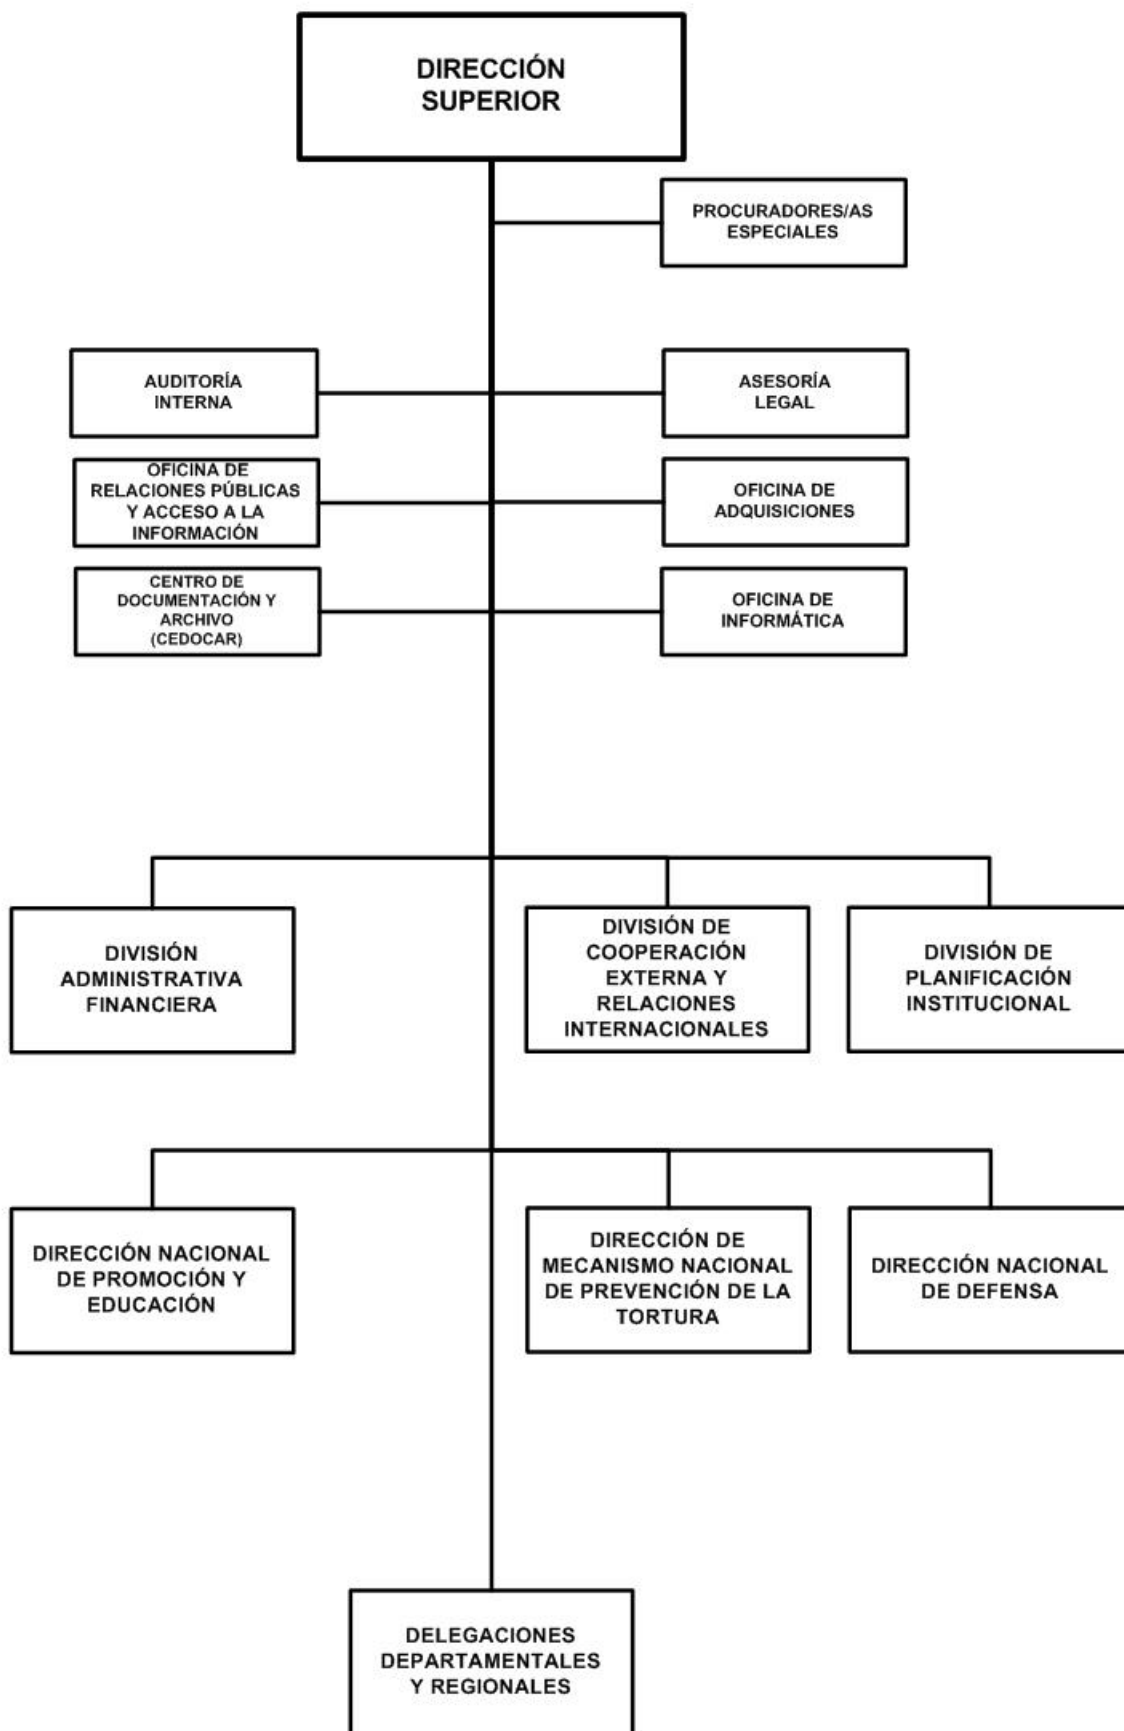 DIRECCIÓN
SUPERIOR
PROCURADORES/AS
ESPECIALES
AUDITORÍA
INTERNA
ASESORÍA
LEGAL
OFICINA DE
RELACIONES PÚBLICAS
Y ACCESO A LA
INFORMACIÓN
OFICINA DE
ADQUISICIONES
CENTRO DE
DOCUMENTACIÓN Y
ARCHIVO
(CEDOCAR)
OFICINA DE
INFORMÁTICA
DIVISIÓN
ADMINISTRATIVA
FINANCIERA
DIVISIÓN DE
COOPERACIÓN
EXTERNA Y
RELACIONES
INTERNACIONALES
DIVISIÓN DE
PLANIFICACIÓN
INSTITUCIONAL
DIRECCIÓN NACIONAL
DE PROMOCIÓN Y
EDUCACIÓN
DIRECCIÓN DE
MECANISMO NACIONAL
DE PREVENCIÓN DE LA
TORTURA
DIRECCIÓN NACIONAL
DE DEFENSA
DELEGACIONES
DEPARTAMENTALES
Y REGIONALES